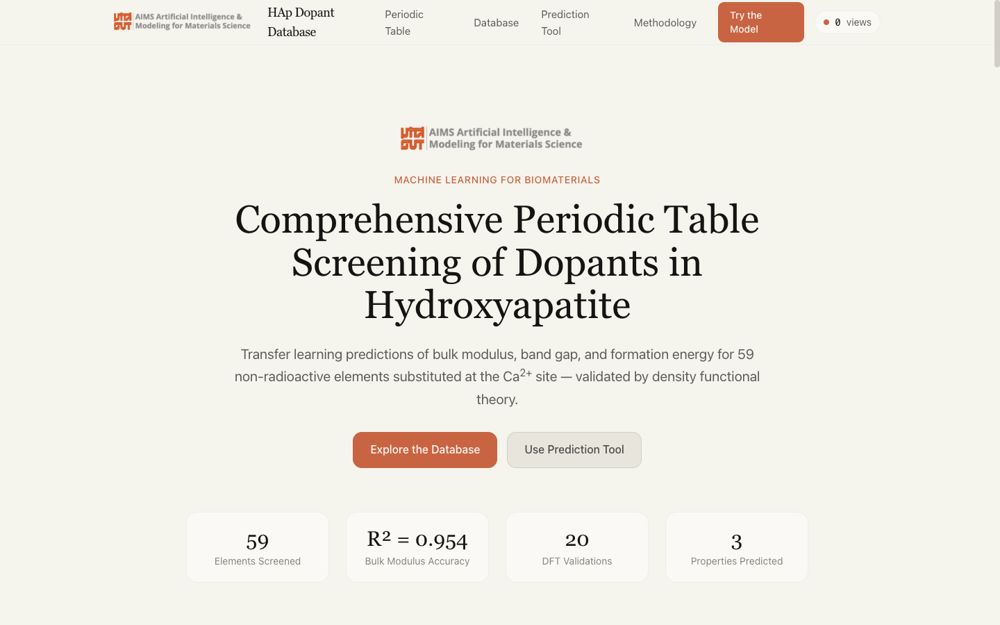 AIMS Artificial Intelligence &
Modeling for Materials Science
HAp Dopant
Database
Periodic
Table
Database
Prediction
Tool
Methodology
Try the
Model
0 views
AIMS Artificial Intelligence &
Modeling for Materials Science
MACHINE LEARNING FOR BIOMATERIALS
Comprehensive Periodic Table
Screening of Dopants in
Hydroxyapatite
Transfer learning predictions of bulk modulus, band gap, and formation energy for 59
non-radioactive elements substituted at the Ca²⁺ site — validated by density functional
theory.
Explore the Database
Use Prediction Tool
59
Elements Screened
R² = 0.954
Bulk Modulus Accuracy
20
DFT Validations
3
Properties Predicted